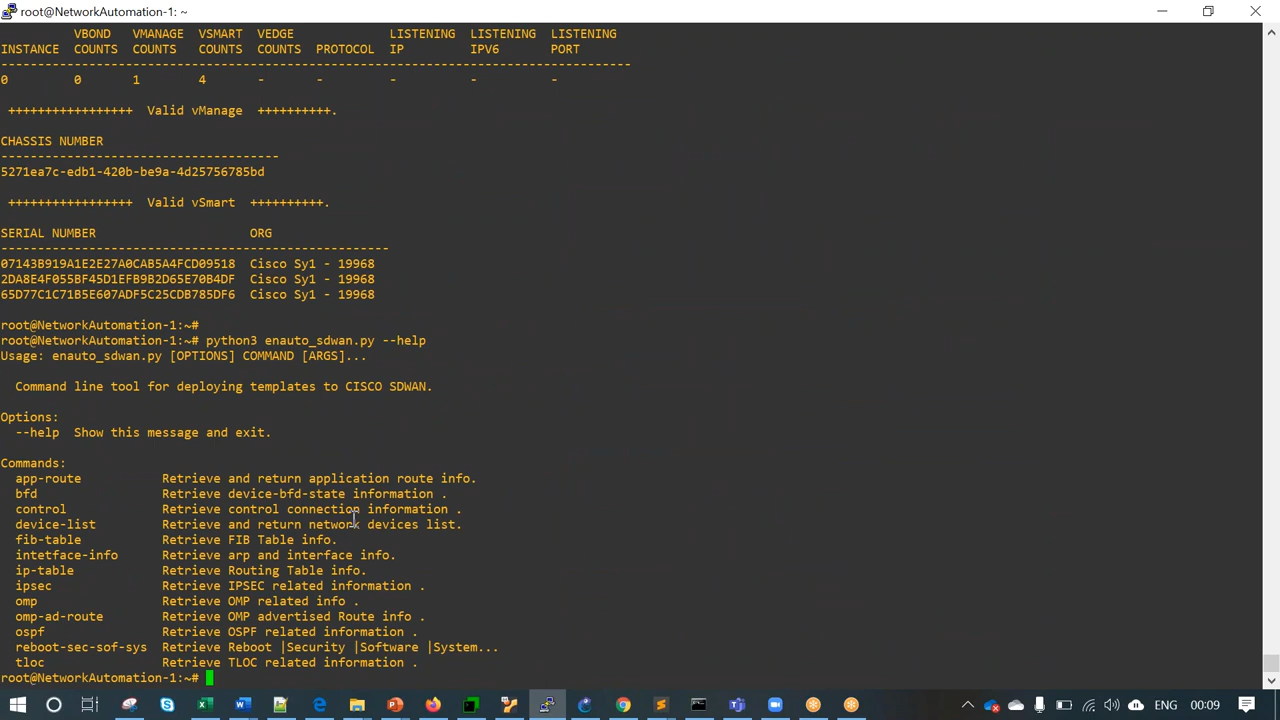 root@NetworkAutomation-1: ~
VBOND VMANAGE VSMART VEDGE LISTENING LISTENING LISTENING
INSTANCE COUNTS COUNTS COUNTS COUNTS PROTOCOL IP IPV6 PORT
--------------------------------------------------------------------------------------
0 0 1 4 - - - - -
+++++++++++++++++ Valid vManage ++++++++++.
CHASSIS NUMBER
--------------------------------------
5271ea7c-edb1-420b-be9a-4d25756785bd
+++++++++++++++++ Valid vSmart ++++++++++.
SERIAL NUMBER ORG
-----------------------------------------------------
07143B919A1E2E27A0CAB5A4FCD09518 Cisco Sy1 - 19968
2DA8E4F055BF45D1EFB9B2D65E70B4DF Cisco Sy1 - 19968
65D77C1C71B5E607ADF5C25CDB785DF6 Cisco Sy1 - 19968
root@NetworkAutomation-1:~#
root@NetworkAutomation-1:~# python3 enauto_sdwan.py --help
Usage: enauto_sdwan.py [OPTIONS] COMMAND [ARGS]...
Command line tool for deploying templates to CISCO SDWAN.
Options:
--help Show this message and exit.
Commands:
app-route Retrieve and return application route info.
bfd Retrieve device-bfd-state information .
control Retrieve control connection information .
device-list Retrieve and return network devices list.
fib-table Retrieve FIB Table info.
intetface-info Retrieve arp and interface info.
ip-table Retrieve Routing Table info.
ipsec Retrieve IPSEC related information .
omp Retrieve OMP related info .
omp-ad-route Retrieve OMP advertised Route info .
ospf Retrieve OSPF related information .
reboot-sec-sof-sys Retrieve Reboot |Security |Software |System...
tloc Retrieve TLOC related information .
root@NetworkAutomation-1:~#
ENG 00:09